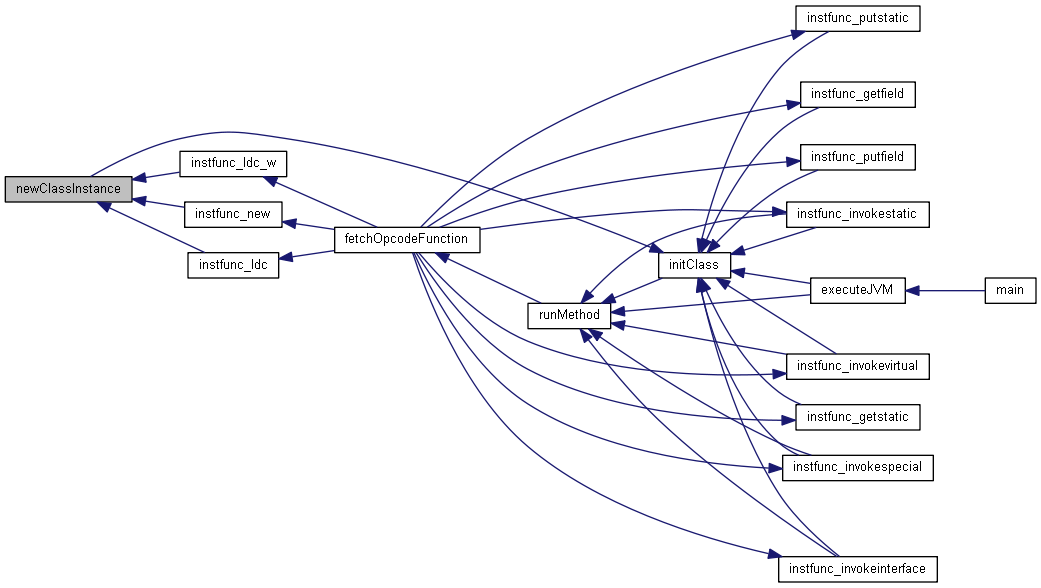 instfunc_putstatic
instfunc_getfield
instfunc_putfield
instfunc_ldc_w
newClassInstance
instfunc_new
instfunc_invokestatic
fetchOpcodeFunction
instfunc_ldc
initClass
executeJVM
main
runMethod
instfunc_invokevirtual
instfunc_getstatic
instfunc_invokespecial
instfunc_invokeinterface